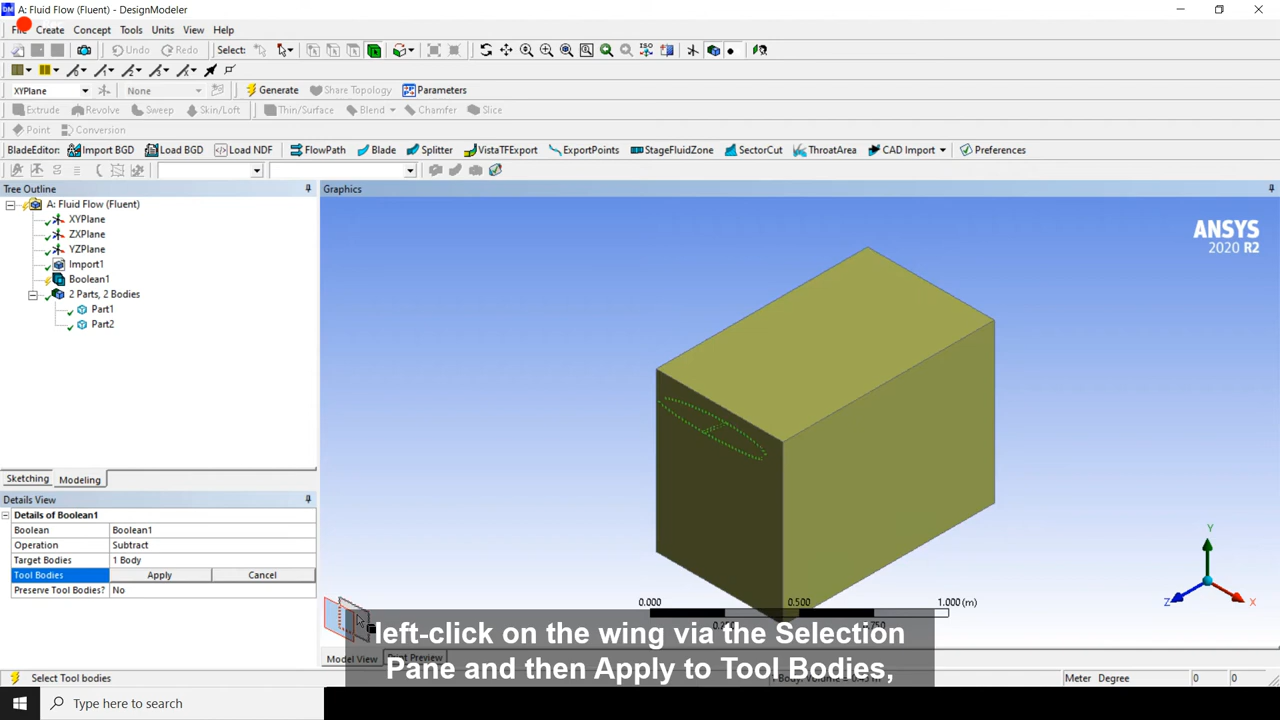 A: Fluid Flow (Fluent) - DesignModeler
File Create Concept Tools Units View Help
Undo Redo Select:
XYPlane None Generate Share Topology Parameters
Extrude Revolve Sweep Skin/Loft Thin/Surface Blend Chamfer Slice
Point Conversion
BladeEditor: Import BGD Load BGD Load NDF FlowPath Blade Splitter VistaTFExport ExportPoints StageFluidZone SectorCut ThroatArea CAD Import Preferences
Tree Outline
Graphics
A: Fluid Flow (Fluent)
XYPlane
ZXPlane
YZPlane
Import1
Boolean1
2 Parts, 2 Bodies
Part1
Part2
ANSYS
2020 R2
Sketching Modeling
Details View
Details of Boolean1
Boolean Boolean1
Operation Subtract
Target Bodies 1 Body
Tool Bodies Apply Cancel
Preserve Tool Bodies? No
0.000 0.500 1.000 (m)
Y
Z X
left-click on the wing via the Selection
Pane and then Apply to Tool Bodies,
Model View Print Preview
Select Tool bodies
Meter Degree 0 0
Type here to search